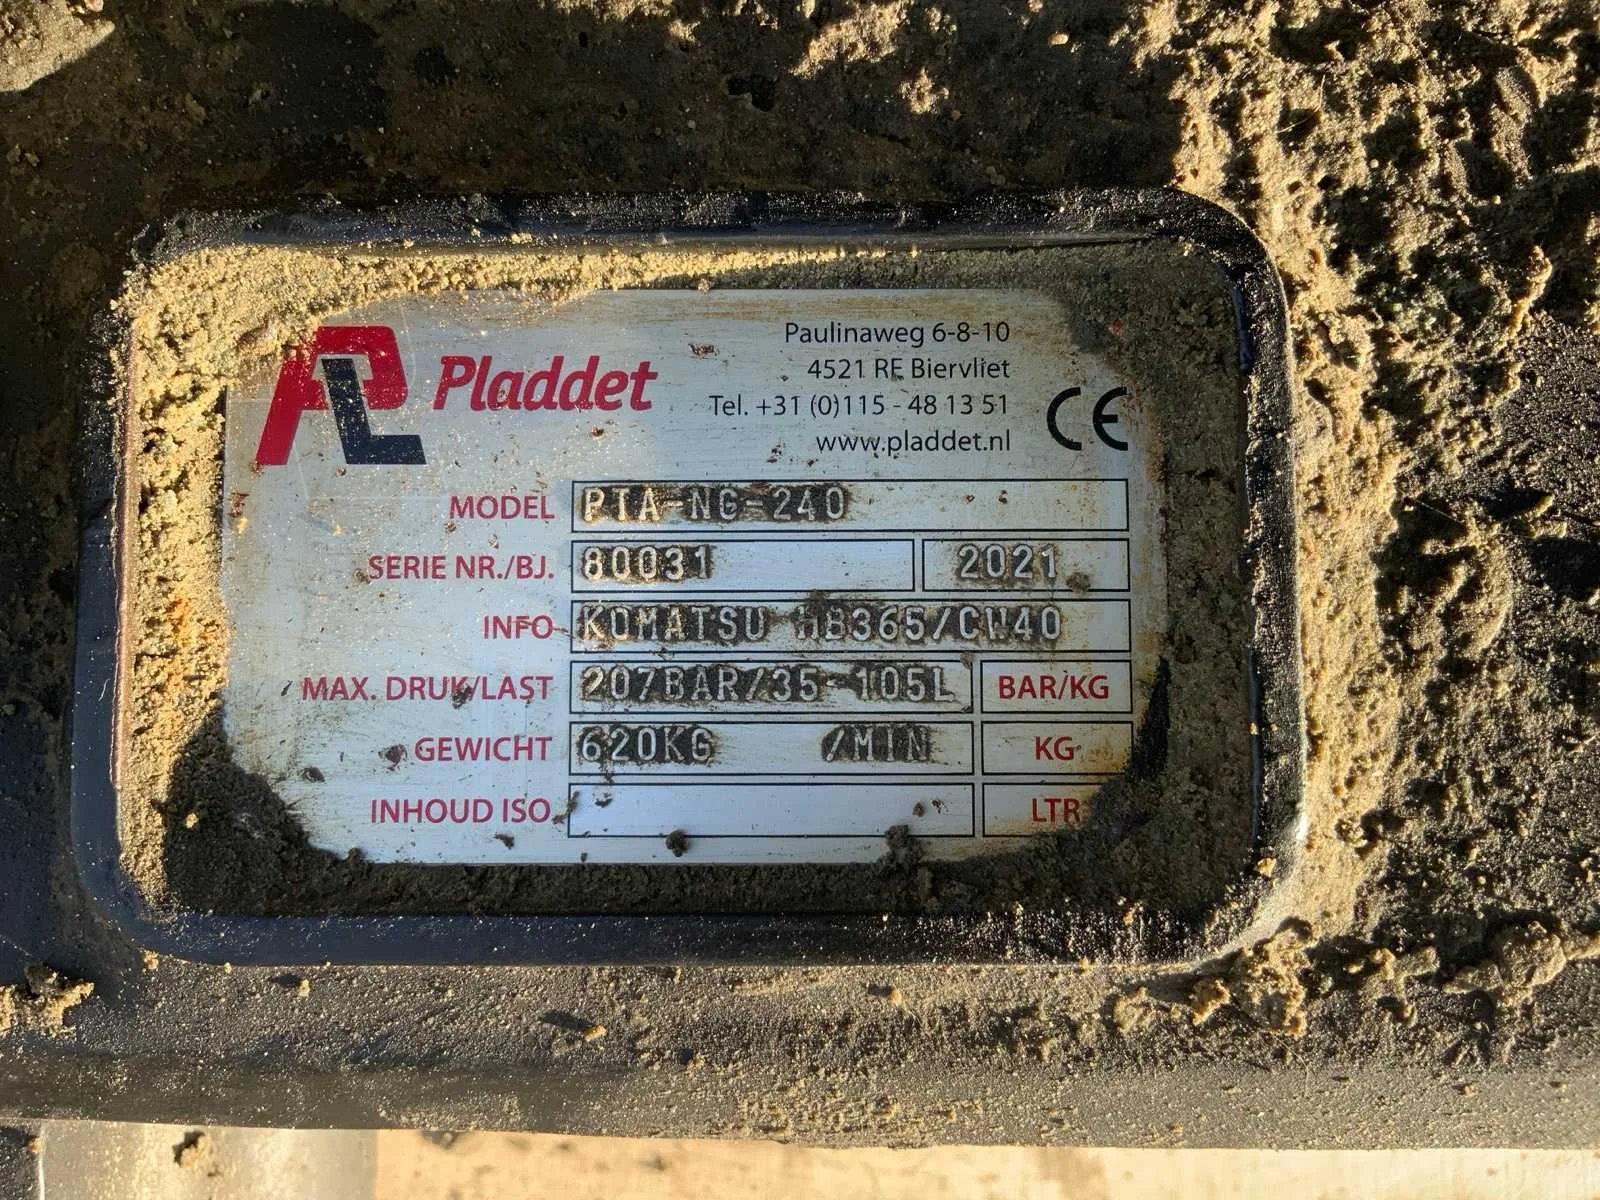 PL Pladdet
Paulinaweg 6-8-10
4521 RE Biervliet
Tel. +31 (0)115 - 48 13 51
www.pladdet.nl
CE
MODEL PTA-NG-240
SERIE NR./BJ. 80031 2021
INFO KOMATSU HB365/CW40
MAX. DRUK/LAST 207BAR/35-105L BAR/KG
GEWICHT 620KG /MIN KG
INHOUD ISO LTR